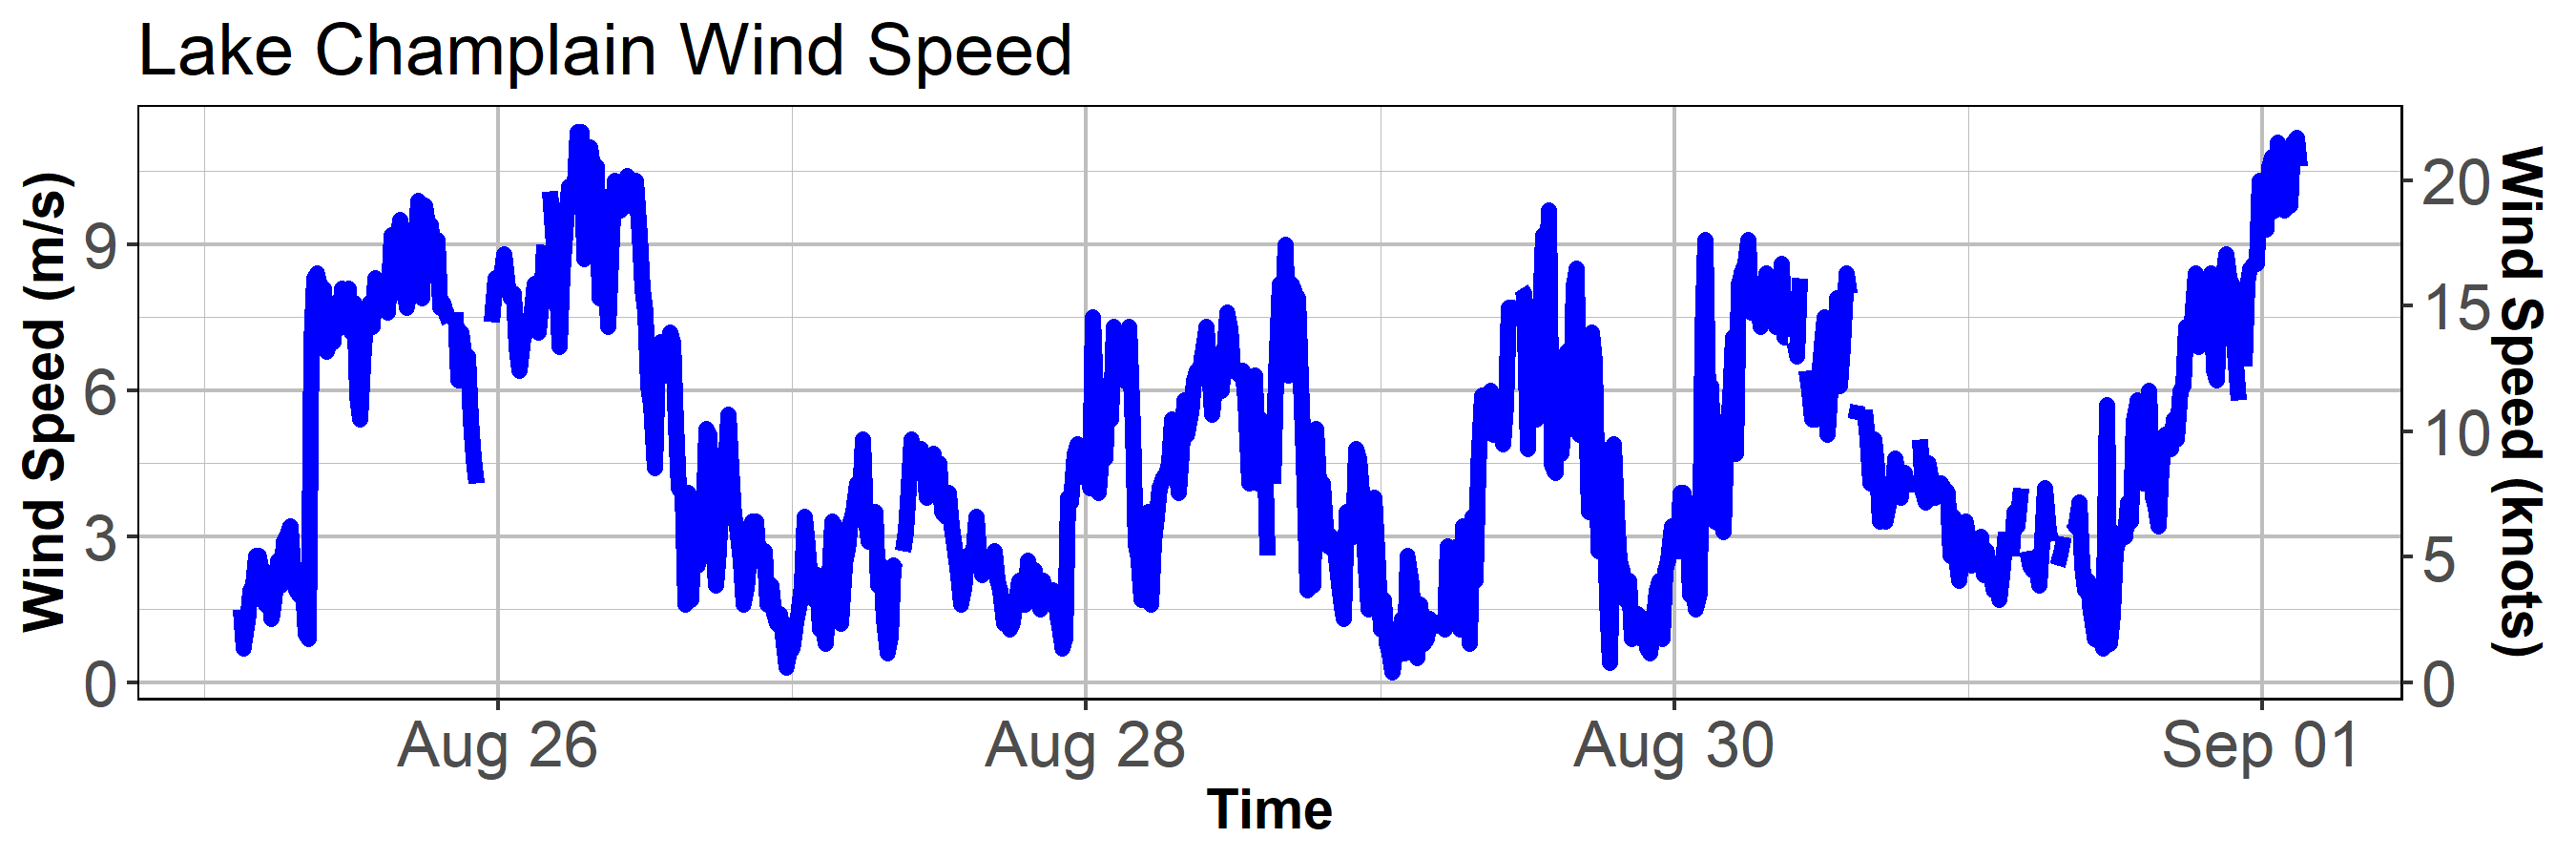 Lake Champlain Wind Speed
Wind Speed (m/s)
9
6
3
0
20
15
10
5
0
Wind Speed (knots)
Aug 26
Aug 28
Aug 30
Sep 01
Time